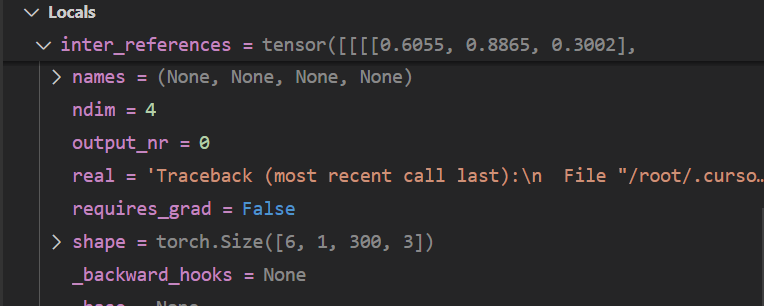 Locals
inter_references = tensor([[[[0.6055, 0.8865, 0.3002],
names = (None, None, None, None)
ndim = 4
output_nr = 0
real = 'Traceback (most recent call last):\n  File "/root/.curso…
requires_grad = False
shape = torch.Size([6, 1, 300, 3])
_backward_hooks = None
_base = None